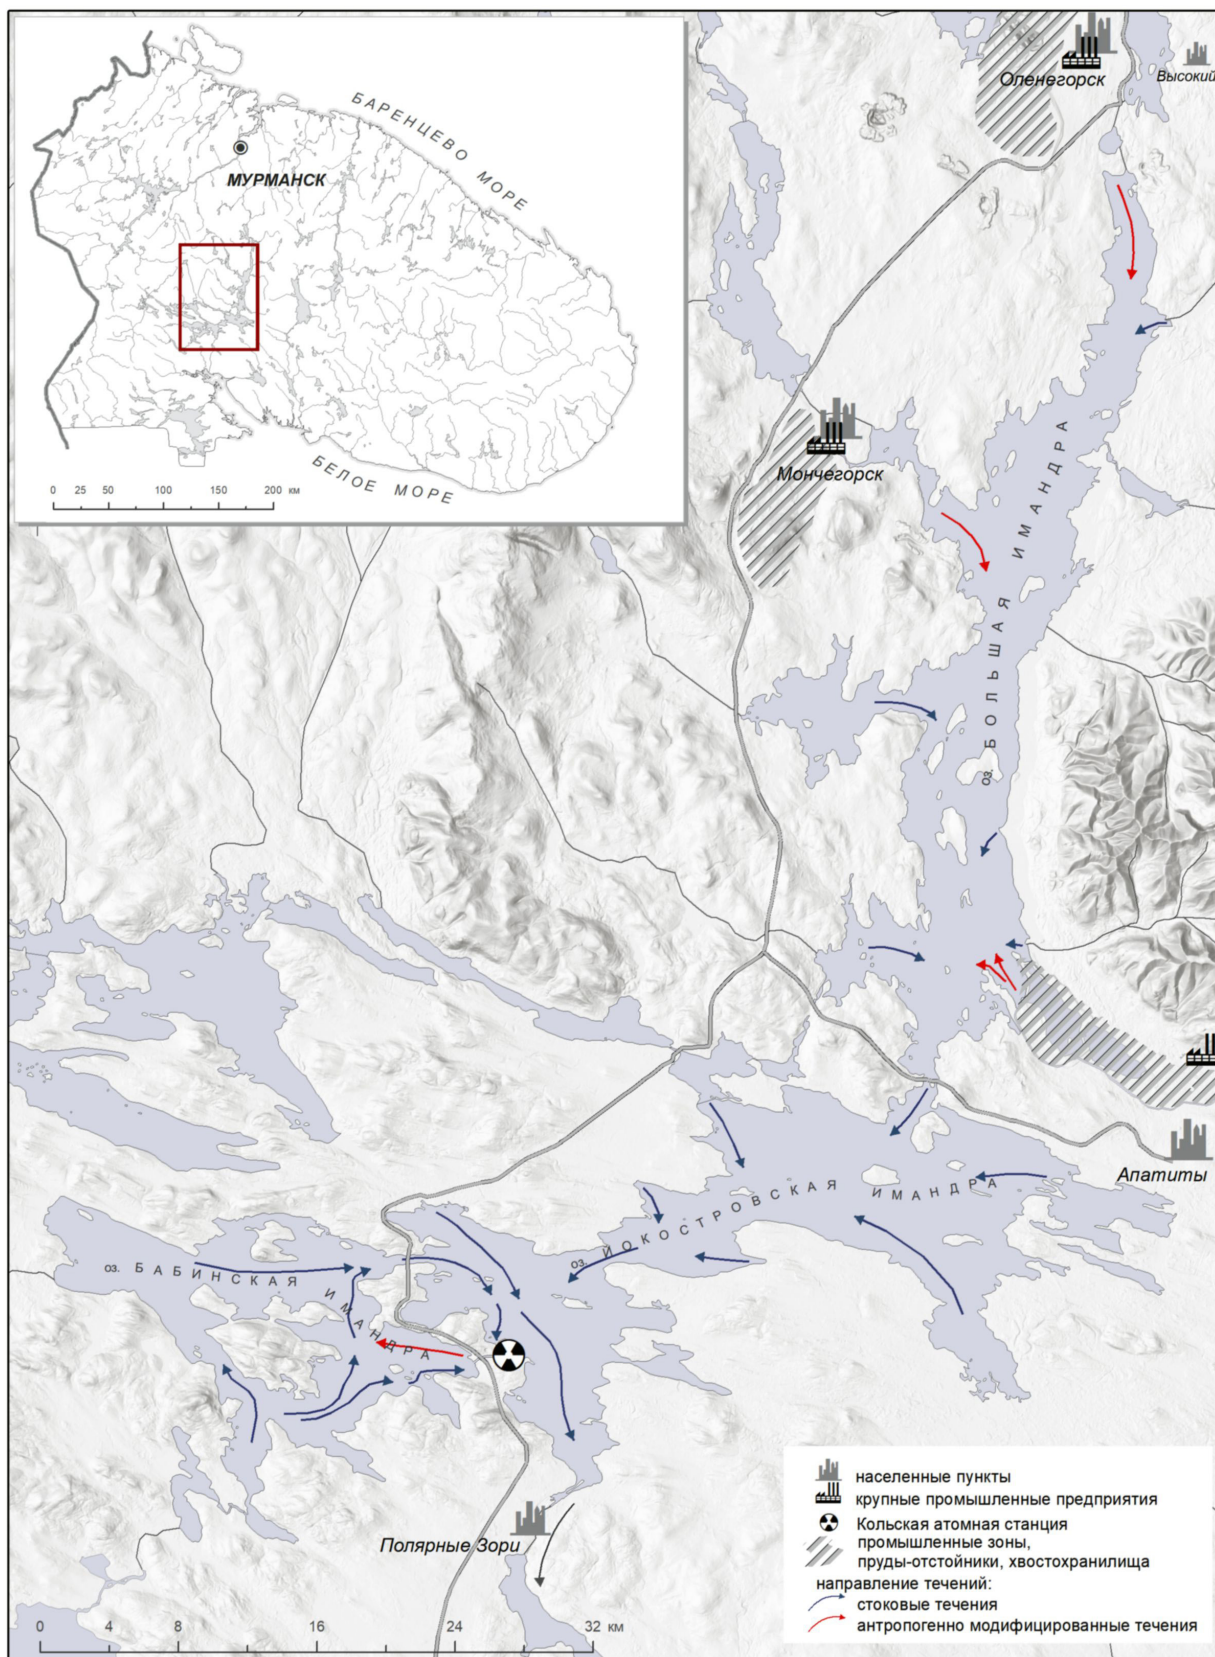 БАРЕНЦЕВО МОРЕ
МУРМАНСК
БЕЛОЕ МОРЕ
0 25 50 100 150 200 км
Оленегорск
Высокий
Мончегорск
оз. БОЛЬШАЯ ИМАНДРА
Апатиты
оз. ЙОКОСТРОВСКАЯ ИМАНДРА
оз. БАБИНСКАЯ ИМАНДРА
Полярные Зори
0 4 8 16 24 32 км
населенные пункты
крупные промышленные предприятия
Кольская атомная станция
промышленные зоны,
пруды-отстойники, хвостохранилища
направление течений:
стоковые течения
антропогенно модифицированные течения